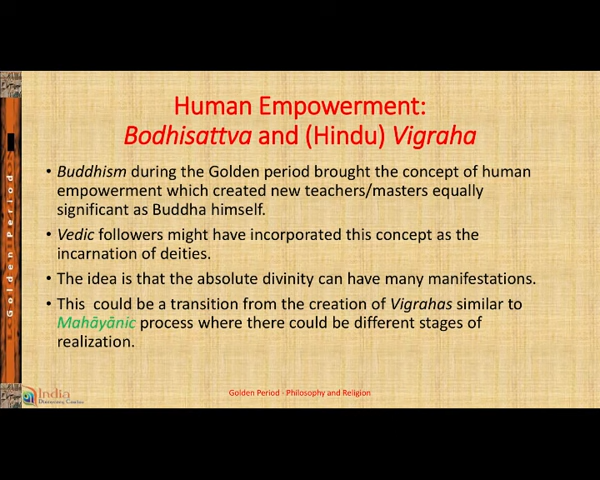 Human Empowerment:
Bodhisattva and (Hindu) Vigraha
• Buddhism during the Golden period brought the concept of human
empowerment which created new teachers/masters equally
significant as Buddha himself.
• Vedic followers might have incorporated this concept as the
incarnation of deities.
• The idea is that the absolute divinity can have many manifestations.
• This could be a transition from the creation of Vigrahas similar to
Mahāyānic process where there could be different stages of
realization.
Golden Period
India
Discovery Center
Golden Period - Philosophy and Religion